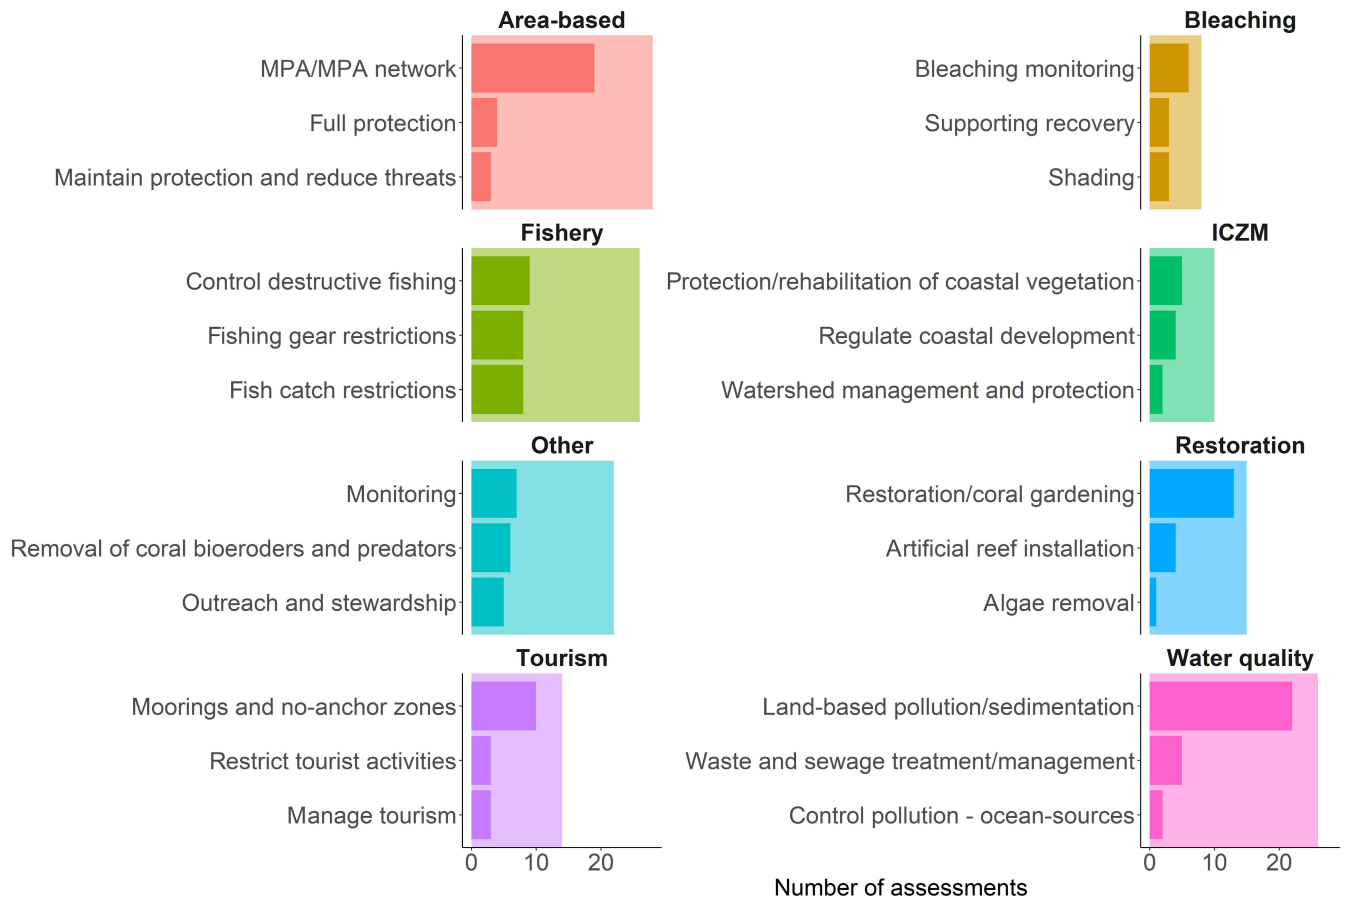 Area-based
MPA/MPA network
Full protection
Maintain protection and reduce threats
Bleaching
Bleaching monitoring
Supporting recovery
Shading
Fishery
Control destructive fishing
Fishing gear restrictions
Fish catch restrictions
ICZM
Protection/rehabilitation of coastal vegetation
Regulate coastal development
Watershed management and protection
Other
Monitoring
Removal of coral bioeroders and predators
Outreach and stewardship
Restoration
Restoration/coral gardening
Artificial reef installation
Algae removal
Tourism
Moorings and no-anchor zones
Restrict tourist activities
Manage tourism
0 10 20
Water quality
Land-based pollution/sedimentation
Waste and sewage treatment/management
Control pollution - ocean-sources
0 10 20
Number of assessments